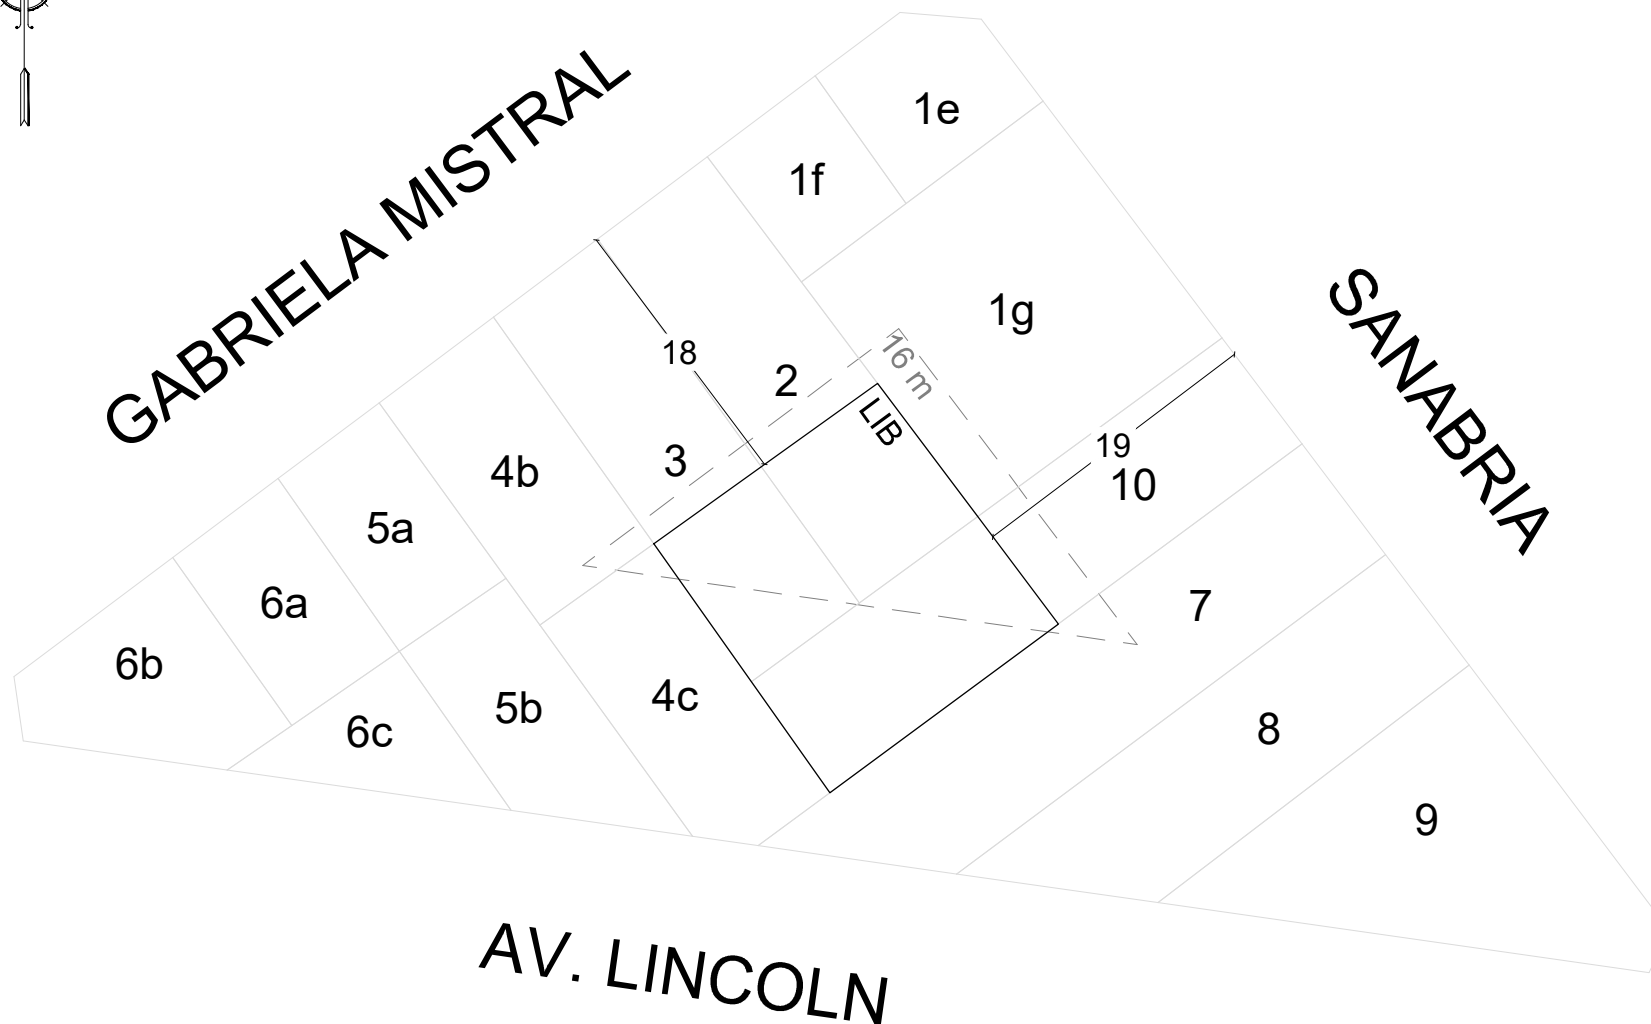 GABRIELA MISTRAL
1e
1f
1g
SANABRIA
18
2
16 m
LIB
3
19
10
4b
5a
6a
6b
7
4c
5b
6c
8
9
AV. LINCOLN